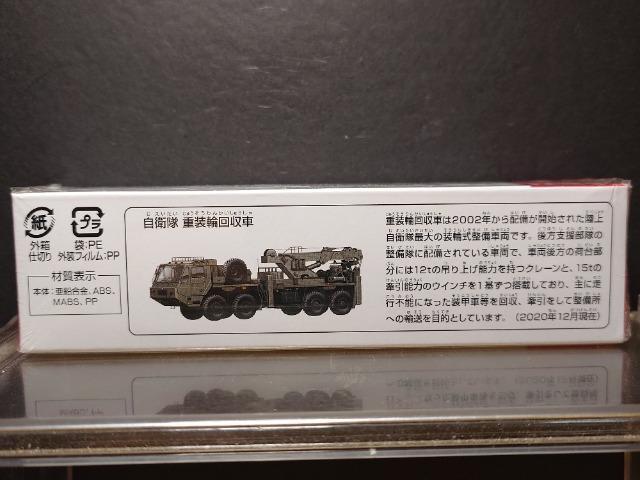 紙
プラ
外箱
仕切り
袋:PE
外装フィルム:PP
材質表示
本体:亜鉛合金、ABS、
MABS、PP
自衛隊 重装輪回収車
重装輪回収車は2002年から配備が開始された陸上
自衛隊最大の装輪式整備車両です。後方支援部隊の
整備隊に配備されている車両で、車両後方の荷台部
分には12tの吊り上げ能力を持つクレーンと、15tの
牽引能力のウインチを1基ずつ搭載しており、主に走
行不能になった装甲車等を回収、牽引をして整備所
への輸送を目的としています。(2020年12月現在)